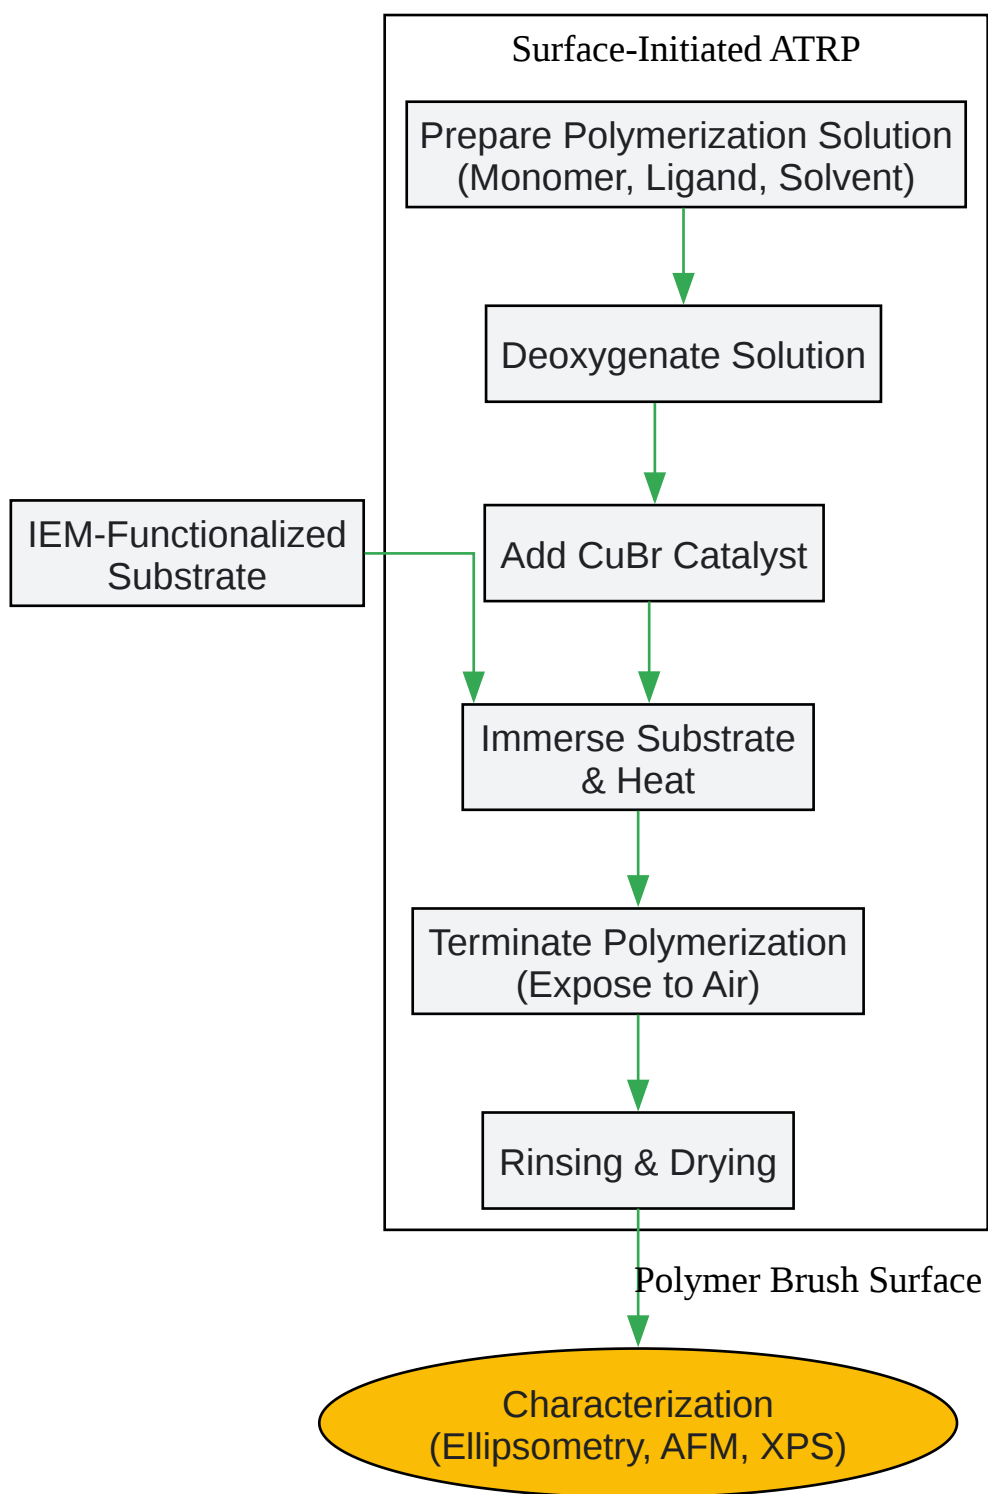 Surface-Initiated ATRP
Prepare Polymerization Solution
(Monomer, Ligand, Solvent)
Deoxygenate Solution
IEM-Functionalized
Substrate
Add CuBr Catalyst
Immerse Substrate
& Heat
Terminate Polymerization
(Expose to Air)
Rinsing & Drying
Polymer Brush Surface
Characterization
(Ellipsometry, AFM, XPS)